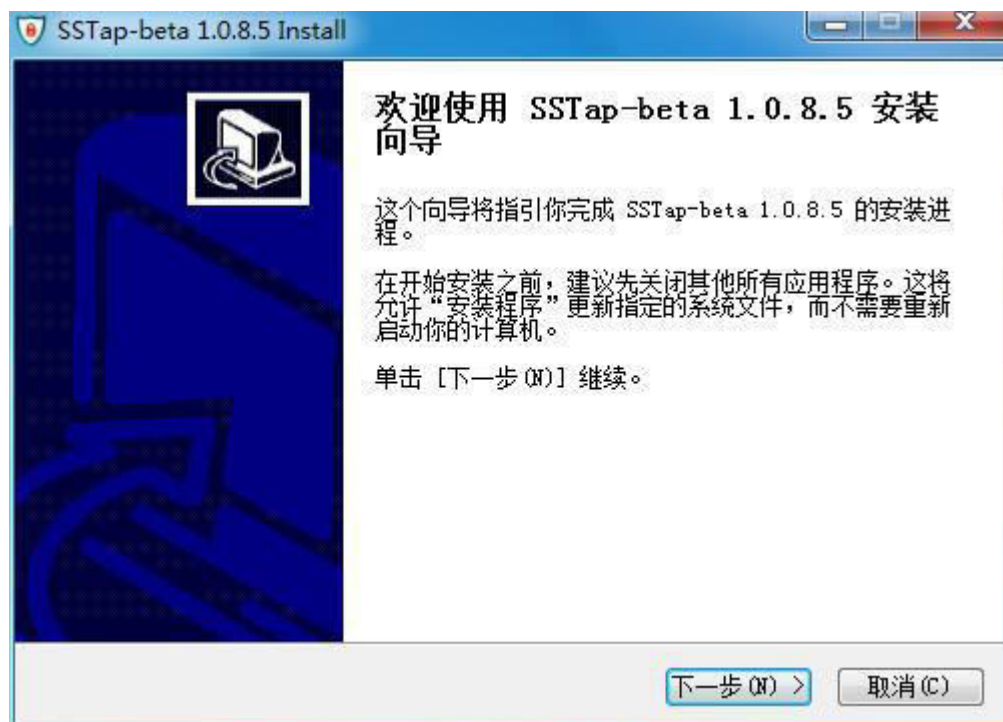 SSTap-beta 1.0.8.5 Install
欢迎使用 SSTap-beta 1.0.8.5 安装
向导
这个向导将指引你完成 SSTap-beta 1.0.8.5 的安装进
程。
在开始安装之前，建议先关闭其他所有应用程序。这将
允许“安装程序”更新指定的系统文件，而不需要重新
启动你的计算机。
单击 [下一步(N)] 继续。
下一步(N) >
取消(C)